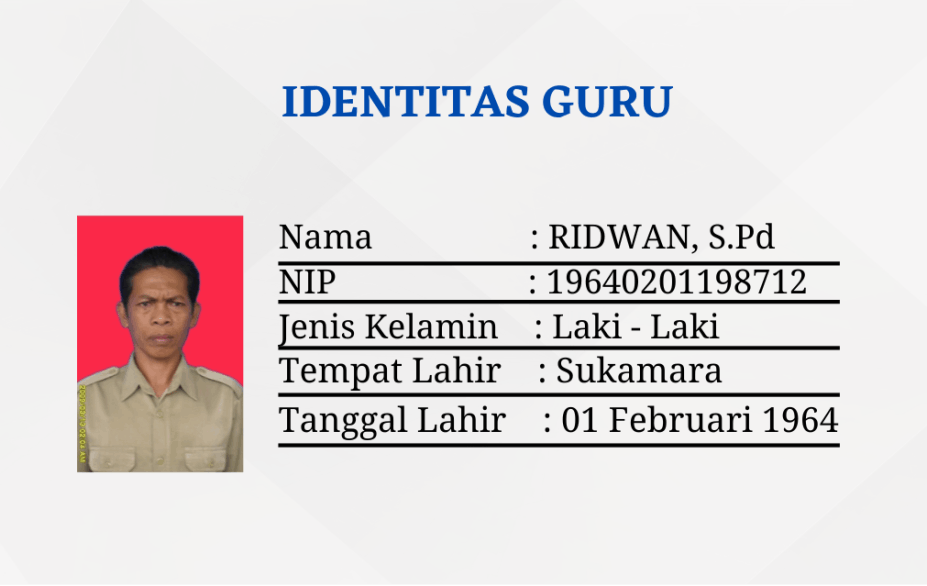 IDENTITAS GURU
Nama : RIDWAN, S.Pd
NIP : 19640201198712
Jenis Kelamin : Laki - Laki
Tempat Lahir : Sukamara
Tanggal Lahir : 01 Februari 1964